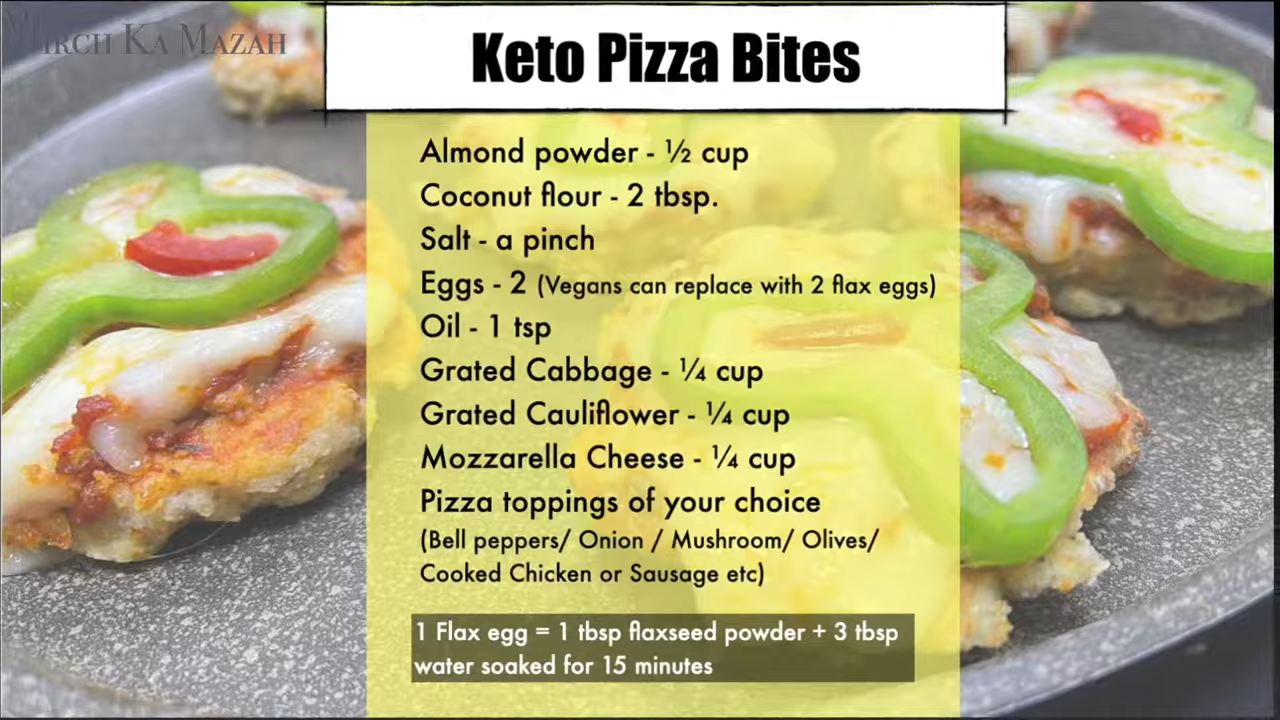 Mirch Ka Mazah
Keto Pizza Bites
Almond powder - ½ cup
Coconut flour - 2 tbsp.
Salt - a pinch
Eggs - 2 (Vegans can replace with 2 flax eggs)
Oil - 1 tsp
Grated Cabbage - ¼ cup
Grated Cauliflower - ¼ cup
Mozzarella Cheese - ¼ cup
Pizza toppings of your choice
(Bell peppers/ Onion / Mushroom/ Olives/
Cooked Chicken or Sausage etc)
1 Flax egg = 1 tbsp flaxseed powder + 3 tbsp
water soaked for 15 minutes